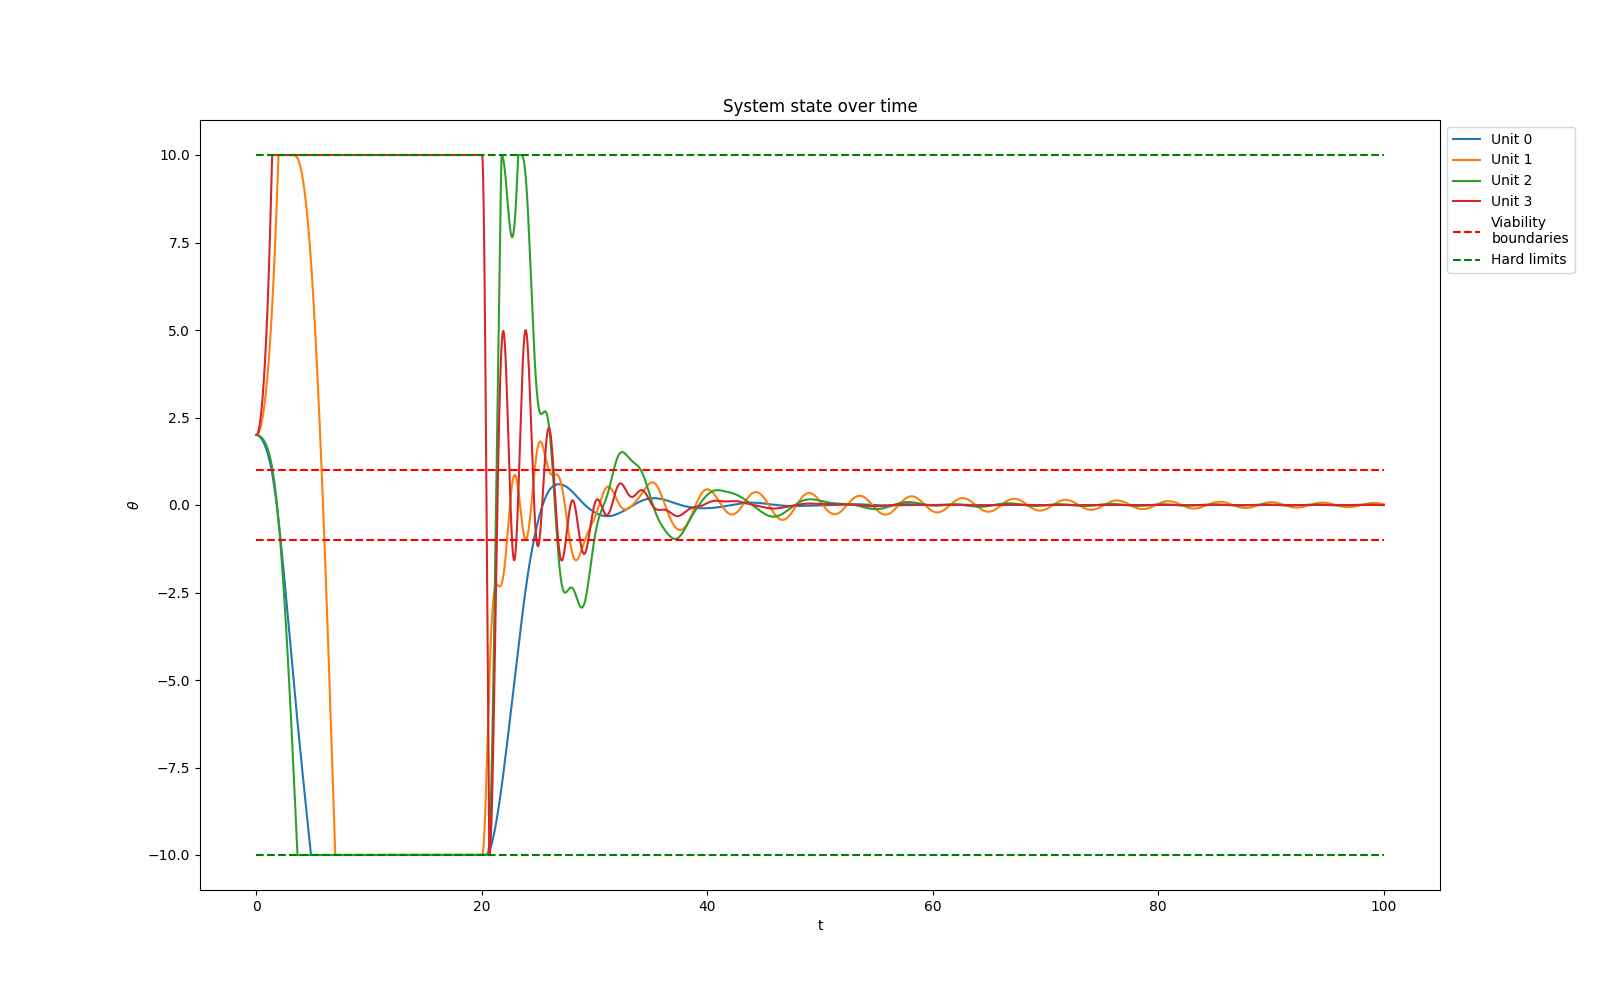 System state over time
10.0
7.5
5.0
2.5
0.0
−2.5
−5.0
−7.5
−10.0
θ
0
20
40
60
80
100
t
Unit 0
Unit 1
Unit 2
Unit 3
Viability
boundaries
Hard limits